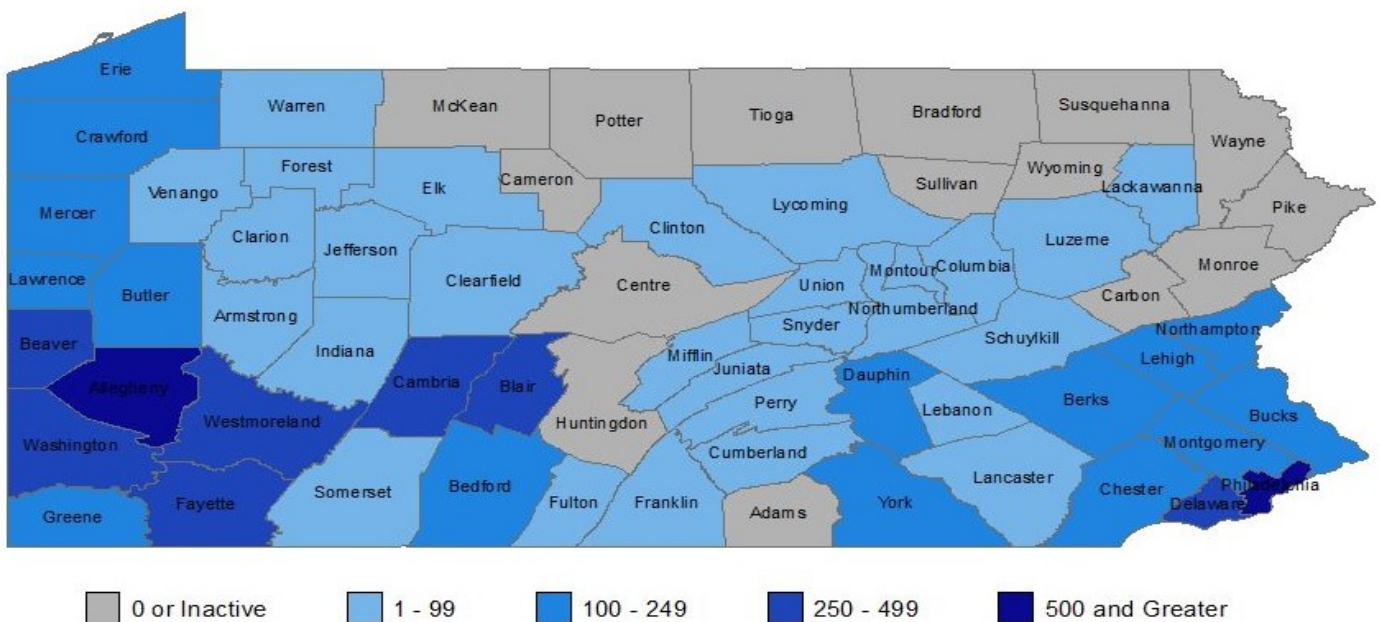 Erie
Warren
McKean
Potter
Tioga
Bradford
Susquehanna
Wayne
Crawford
Forest
Elk
Cameron
Sullivan
Wyoming
Lackawanna
Pike
Venango
Mercer
Clarion
Jefferson
Clinton
Lycoming
Luzerne
Monroe
Lawrence
Butler
Clearfield
Centre
Union
Montour
Columbia
Carbon
Armstrong
Northumberland
Snyder
Schuylkill
Northampton
Beaver
Indiana
Mifflin
Juniata
Lehigh
Allegheny
Cambria
Blair
Dauphin
Perry
Lebanon
Berks
Bucks
Westmoreland
Huntingdon
Washington
Cumberland
Montgomery
Somerset
Bedford
Fulton
Franklin
Lancaster
Chester
Philadelphia
Greene
Fayette
Adams
York
Delaware
0 or Inactive
1 - 99
100 - 249
250 - 499
500 and Greater